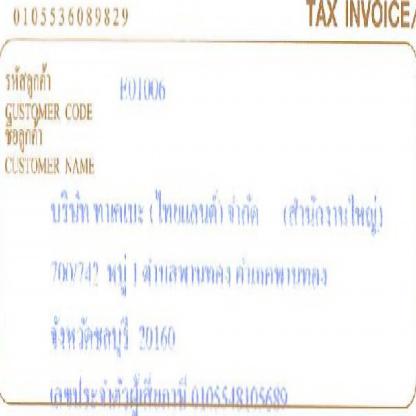 0105536089829 TAX INVOICE/
รหัสลูกค้า E01006
CUSTOMER CODE
ชื่อลูกค้า
CUSTOMER NAME
บริษัท ทาคเบะ (ไทยแลนด์) จำกัด (สำนักงานใหญ่)
700/742 หมู่ 1 ตำบลพานทอง อำเภอพานทอง
จังหวัดชลบุรี 20160
เลขประจำตัวผู้เสียภาษี 0105548105689